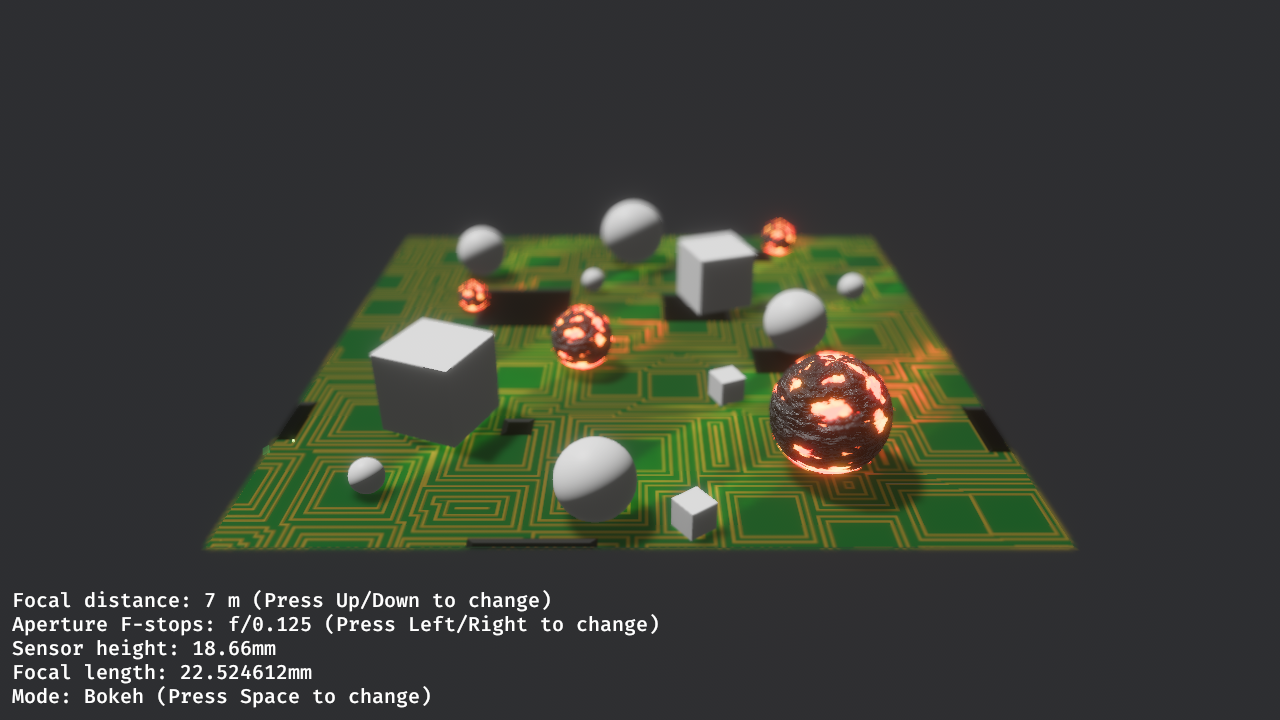 Focal distance: 7 m (Press Up/Down to change)
Aperture F-stops: f/0.125 (Press Left/Right to change)
Sensor height: 18.66mm
Focal length: 22.524612mm
Mode: Bokeh (Press Space to change)